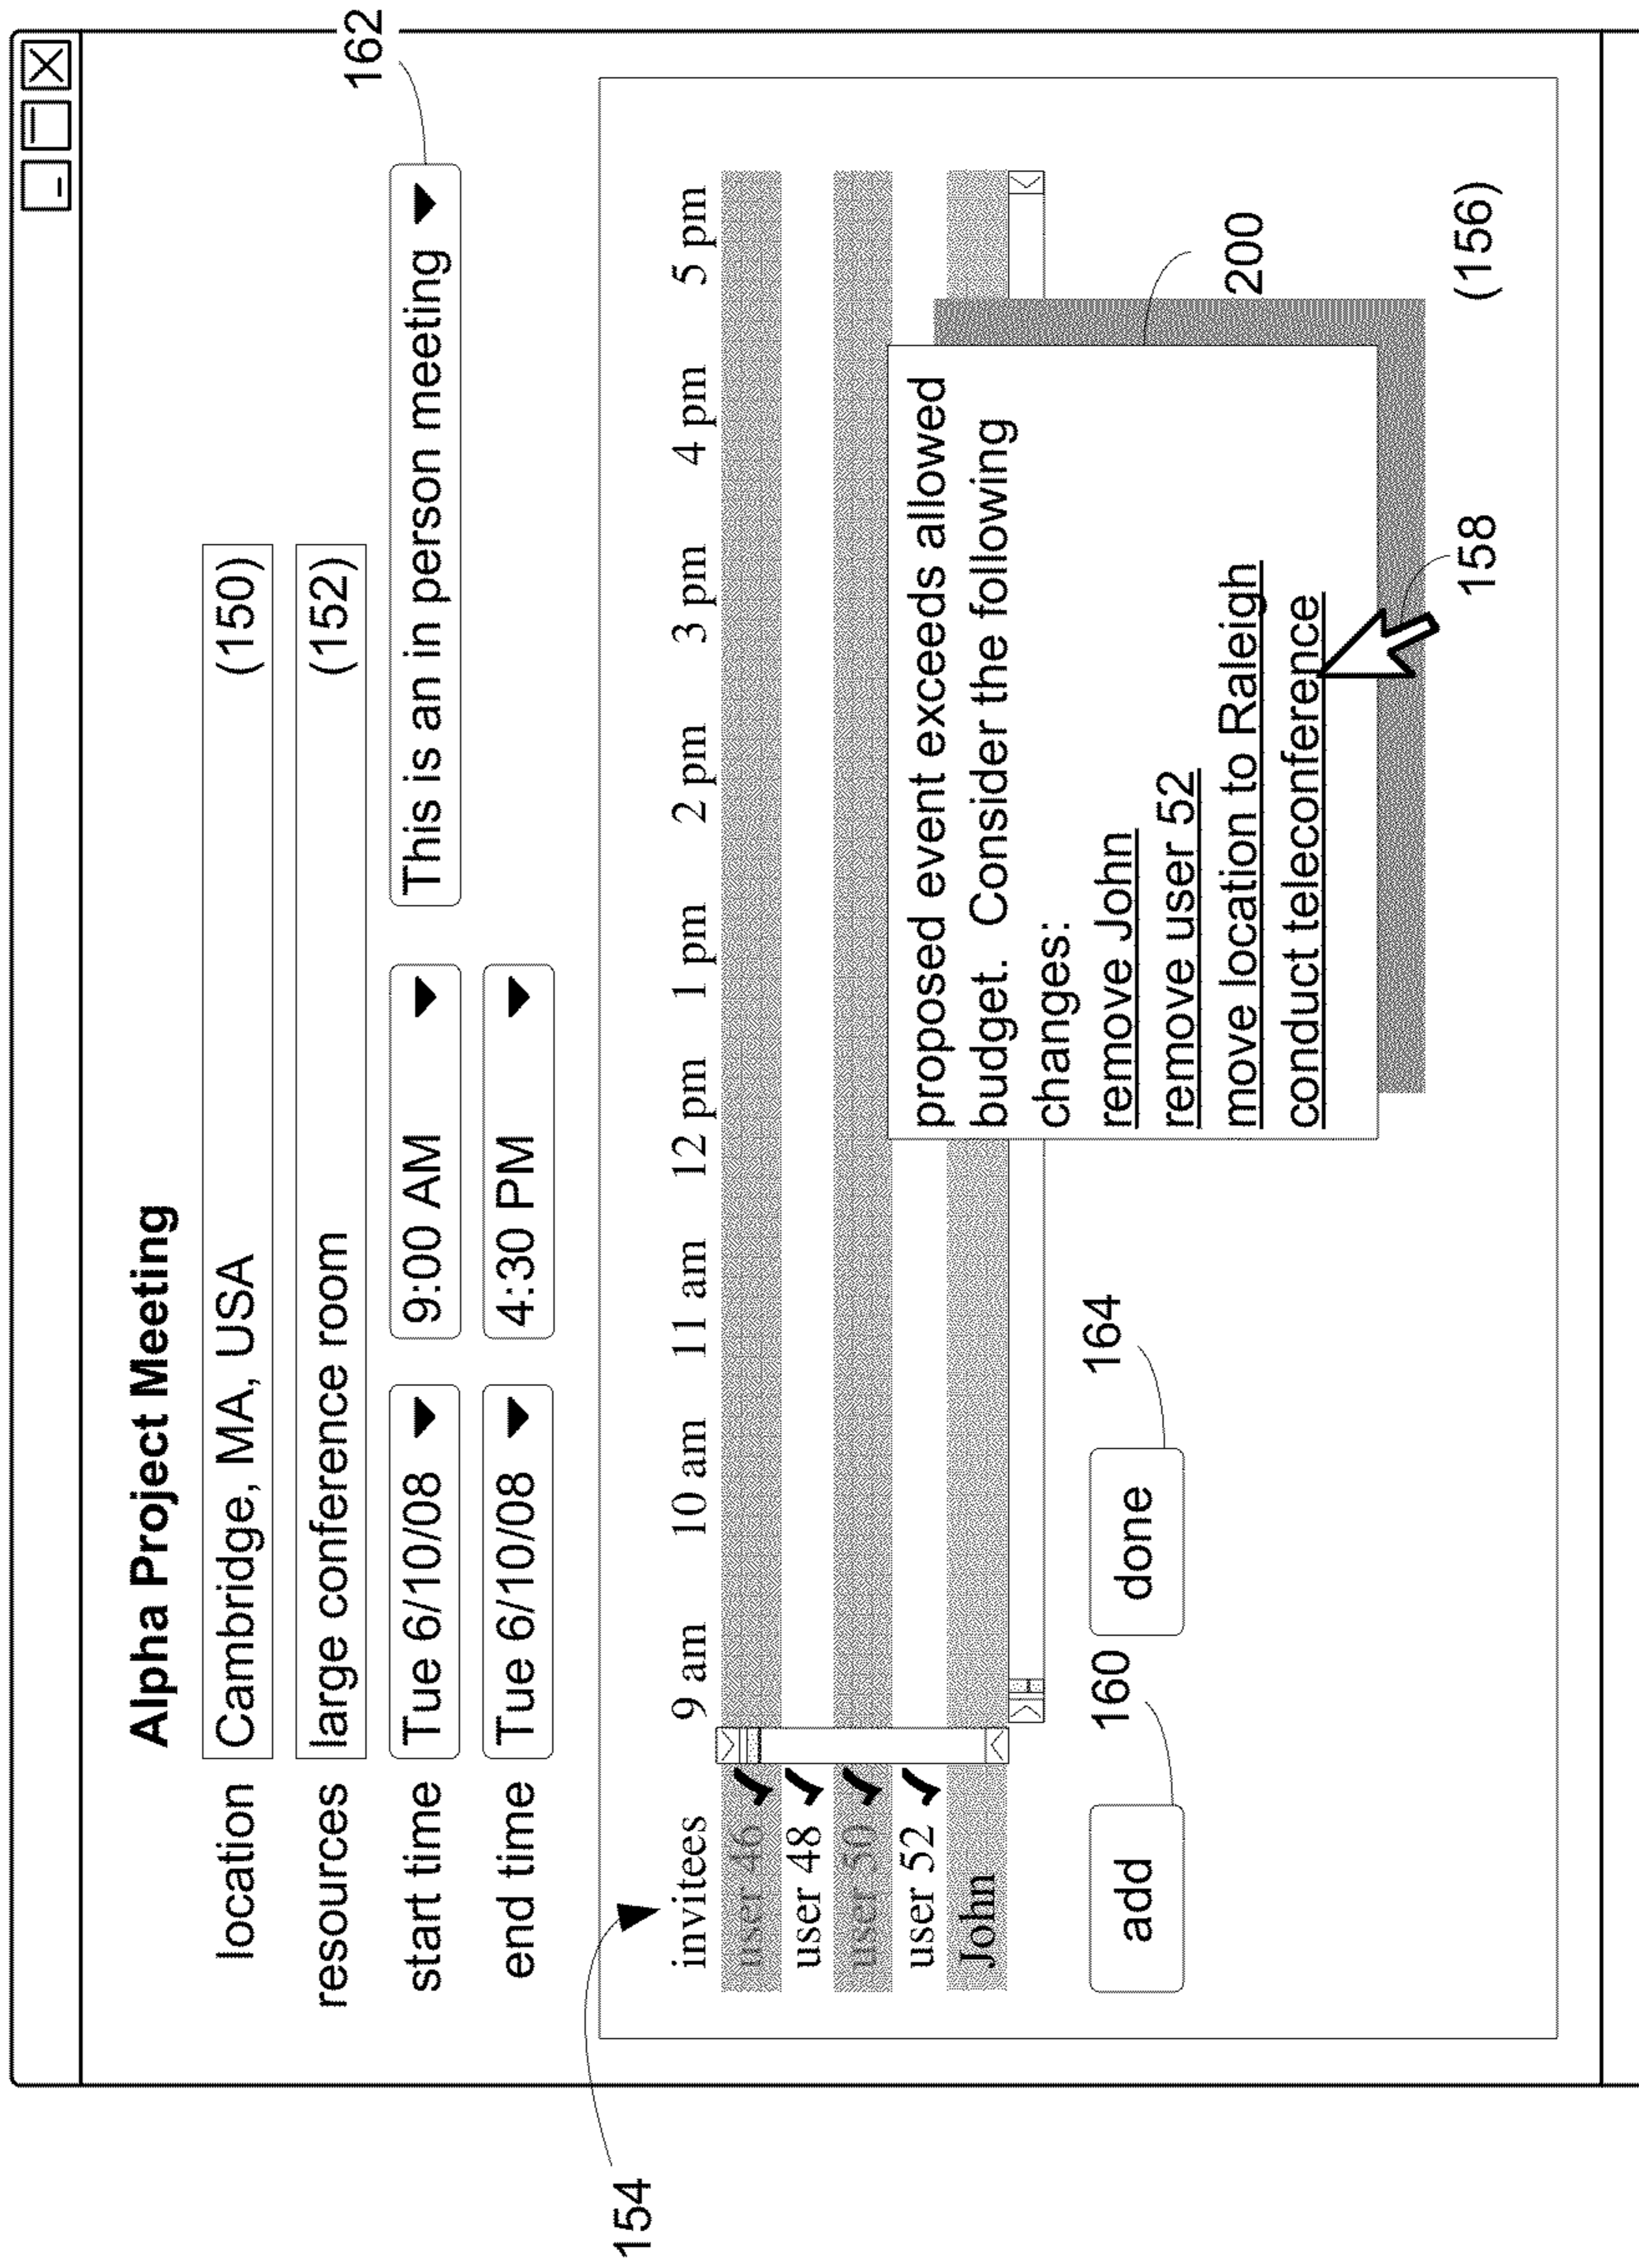 162
Alpha Project Meeting
location Cambridge, MA, USA (150)
resources large conference room (152)
start time Tue 6/10/08 9:00 AM This is an in person meeting
end time Tue 6/10/08 4:30 PM
154
invitees 9 am 10 am 11 am 12 pm 1 pm 2 pm 3 pm 4 pm 5 pm
user 46
user 48
user 50
user 52
John
proposed event exceeds allowed
budget. Consider the following
changes:
remove John
remove user 52
move location to Raleigh
conduct teleconference
200
add 160 done 164
158
(156)